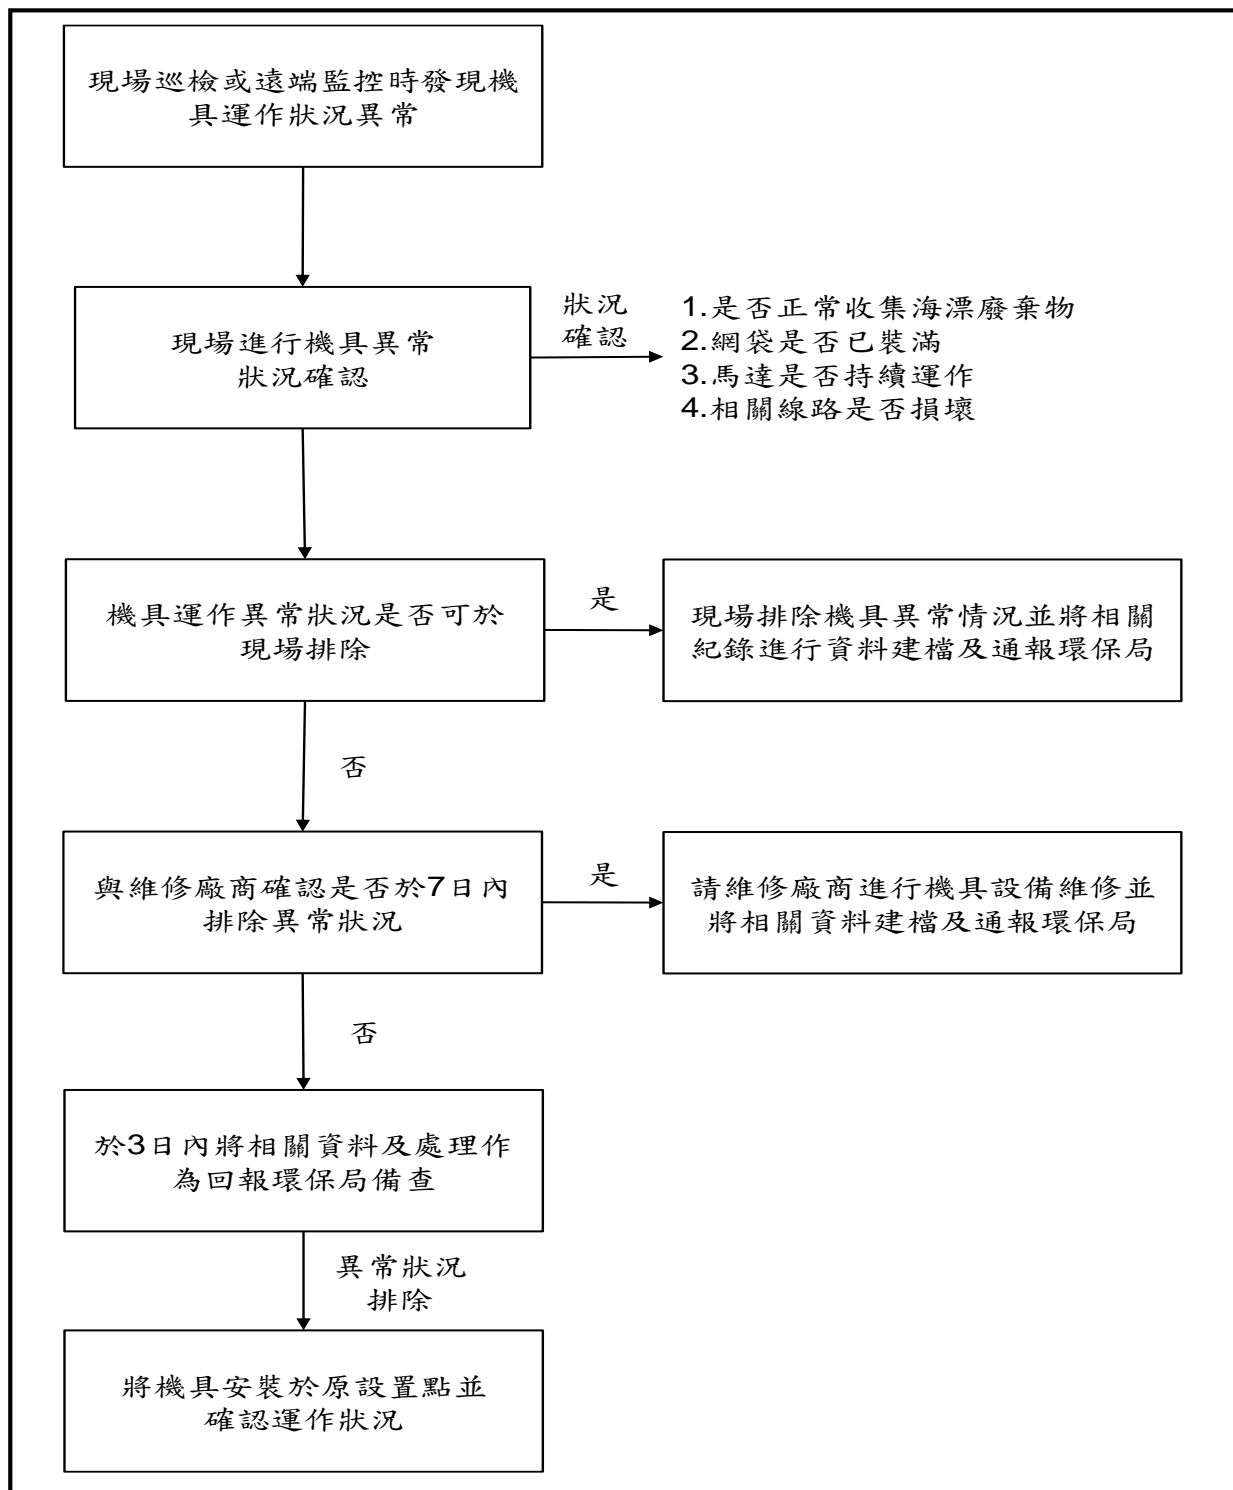 現場巡檢或遠端監控時發現機
具運作狀況異常
現場進行機具異常
狀況確認
狀況
確認
1.是否正常收集海漂廢棄物
2.網袋是否已裝滿
3.馬達是否持續運作
4.相關線路是否損壞
機具運作異常狀況是否可於
現場排除
是
現場排除機具異常情況並將相關
紀錄進行資料建檔及通報環保局
否
與維修廠商確認是否於7日內
排除異常狀況
是
請維修廠商進行機具設備維修並
將相關資料建檔及通報環保局
否
於3日內將相關資料及處理作
為回報環保局備查
異常狀況
排除
將機具安裝於原設置點並
確認運作狀況